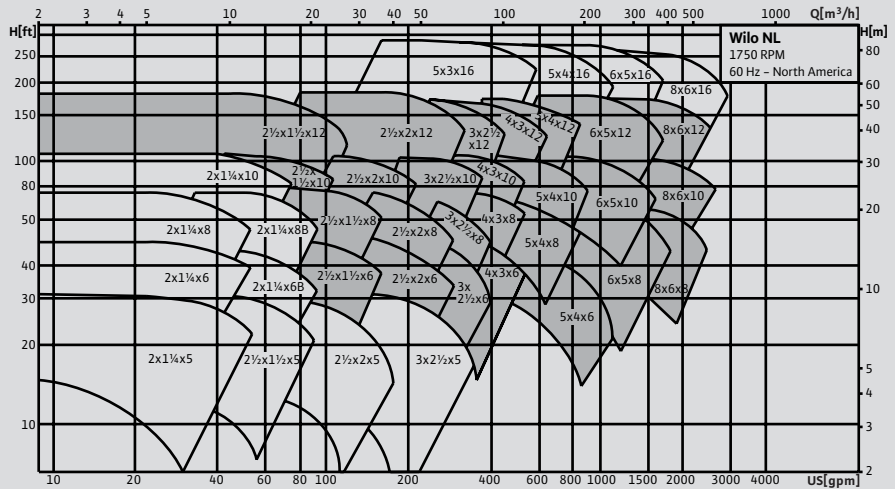 2 3 4 5 10 20 30 40 50 100 200 300 400 500 1000 Q[m³/h]
H[ft] H[m]
Wilo NL
1750 RPM
60 Hz – North America
250 80
200 60
50
150 40
100 30
80
50 20
40
30 10
20
5
4
10 3
2
5x3x16 5x4x16 6x5x16 8x6x16
2½x1½x12 2½x2x12 3x2½
x12 4x3x12 5x4x12 6x5x12 8x6x12
2x1¼x10 2½x
1½x10 2½x2x10 3x2½x10 4x3x10 5x4x10 6x5x10 8x6x10
2x1¼x8 2x1¼x8B 2½x1½x8 2½x2x8 3x2½x8 4x3x8 5x4x8 6x5x8 8x6x8
2x1¼x6 2x1¼x6B 2½x1½x6 2½x2x6 3x
2½x6 4x3x6 5x4x6
2x1¼x5 2½x1½x5 2½x2x5 3x2½x5
10 20 40 60 80 100 200 400 600 800 1000 1500 2000 3000 4000 US[gpm]